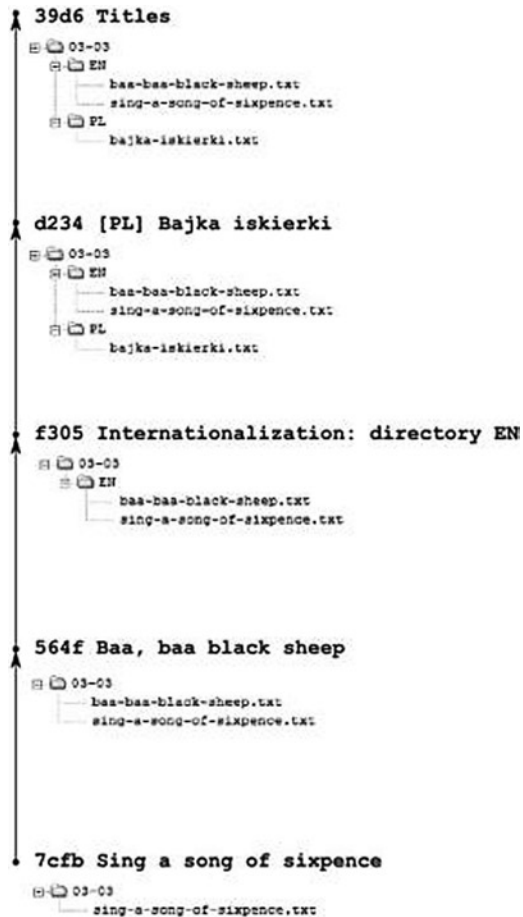 39d6 Titles
03-03
EN
baa-baa-black-sheep.txt
sing-a-song-of-sixpence.txt
PL
bajka-iskierki.txt
d234 [PL] Bajka iskierki
03-03
EN
baa-baa-black-sheep.txt
sing-a-song-of-sixpence.txt
PL
bajka-iskierki.txt
f305 Internationalization: directory EN
03-03
EN
baa-baa-black-sheep.txt
sing-a-song-of-sixpence.txt
564f Baa, baa black sheep
03-03
baa-baa-black-sheep.txt
sing-a-song-of-sixpence.txt
7cfb Sing a song of sixpence
03-03
sing-a-song-of-sixpence.txt